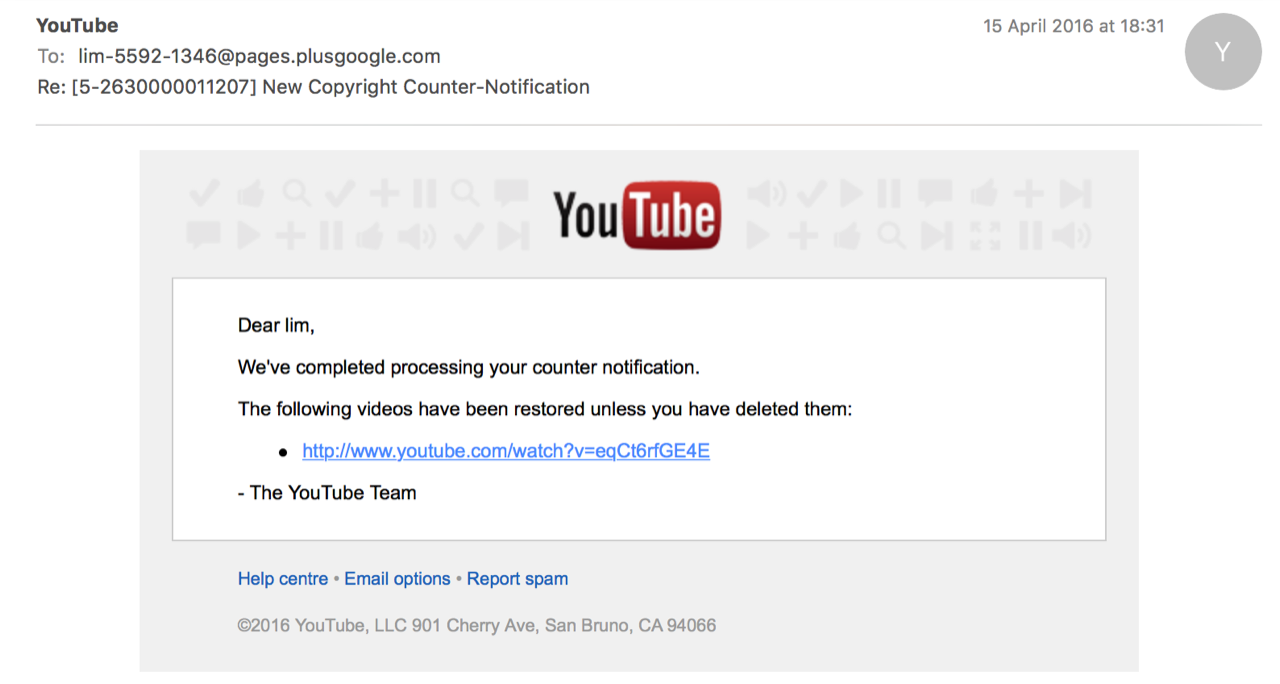 YouTube
15 April 2016 at 18:31
Y
To: lim-5592-1346@pages.plusgoogle.com
Re: [5-2630000011207] New Copyright Counter-Notification
YouTube
Dear lim,
We've completed processing your counter notification.
The following videos have been restored unless you have deleted them:
• http://www.youtube.com/watch?v=eqCt6rfGE4E
- The YouTube Team
Help centre • Email options • Report spam
©2016 YouTube, LLC 901 Cherry Ave, San Bruno, CA 94066